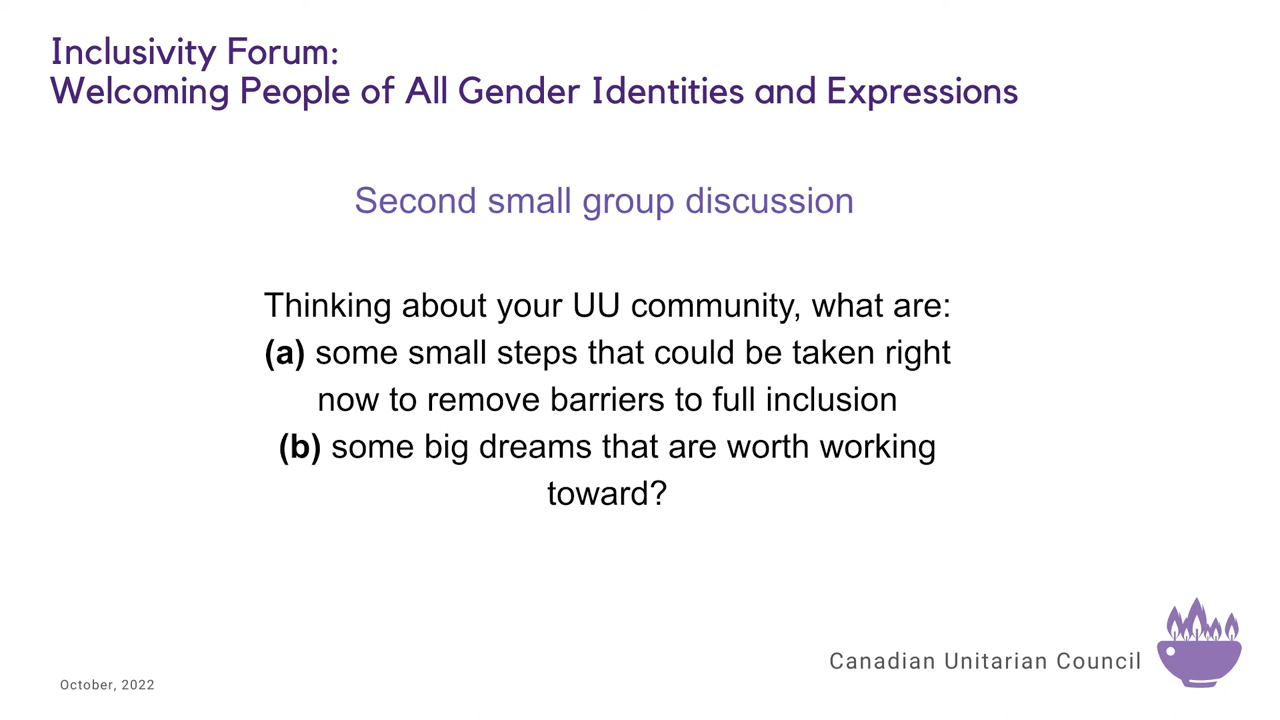 Inclusivity Forum:
Welcoming People of All Gender Identities and Expressions
Second small group discussion
Thinking about your UU community, what are:
(a) some small steps that could be taken right
now to remove barriers to full inclusion
(b) some big dreams that are worth working
toward?
Canadian Unitarian Council
October, 2022